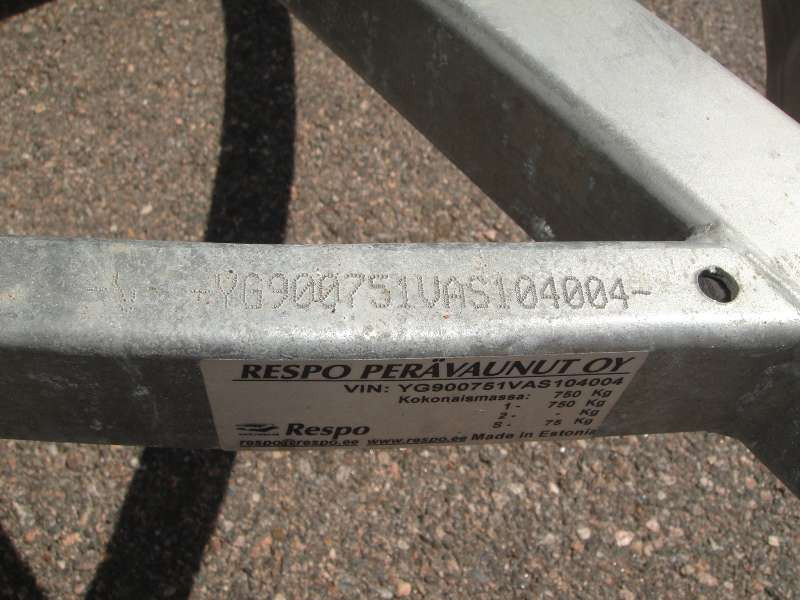 -YG900751VAS104004-
RESPO PERÄVAUNUT OY
VIN: YG900751VAS104004
Kokonaismassa: 750 Kg
1 - 750 Kg
2 - - Kg
S - 75 Kg
Respo
respo@respo.ee www.respo.ee Made in Estonia